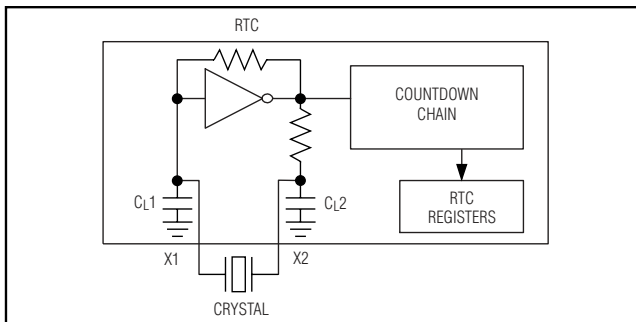 RTC
COUNTDOWN
CHAIN
RTC
REGISTERS
CL1
CL2
X1
X2
CRYSTAL